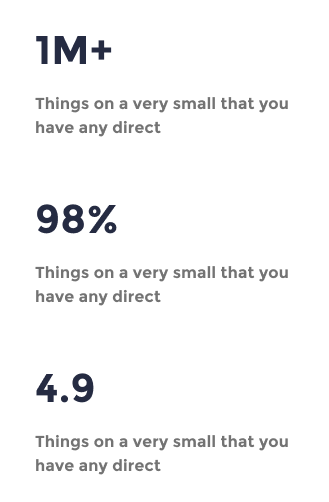 1M+
Things on a very small that you
have any direct
98%
Things on a very small that you
have any direct
4.9
Things on a very small that you
have any direct